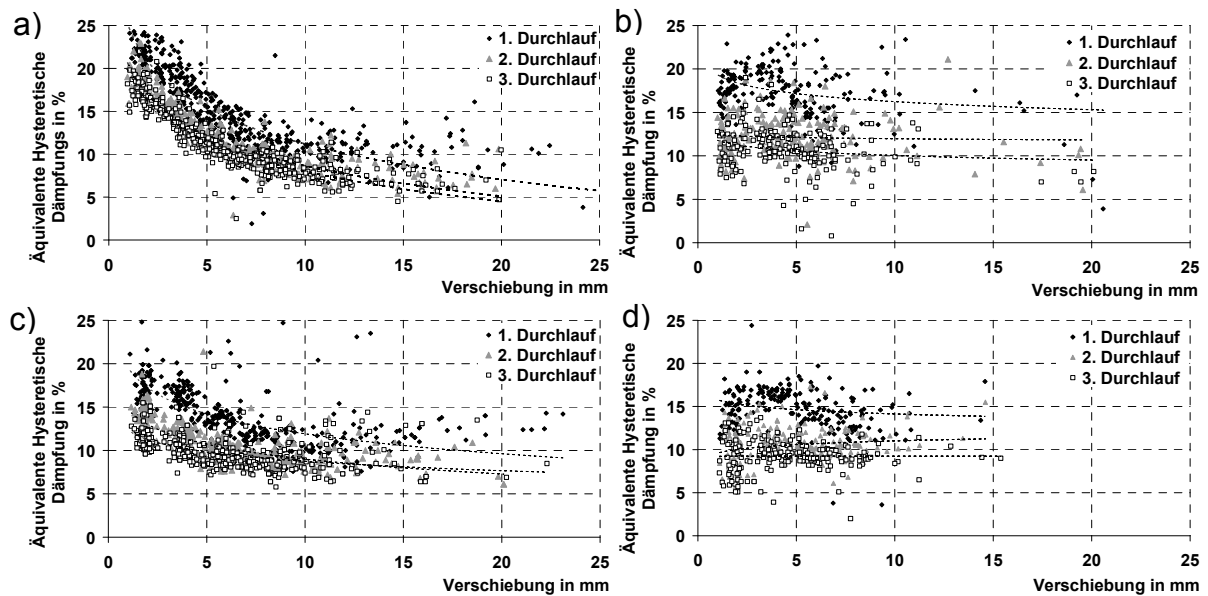 a)
Äquivalente Hysteretische
Dämpfungs in %
25
20
15
10
5
0
0 5 10 15 20 25
Verschiebung in mm
1. Durchlauf
2. Durchlauf
3. Durchlauf
b)
Äquivalente Hysteretische
Dämpfung in %
25
20
15
10
5
0
0 5 10 15 20 25
Verschiebung in mm
1. Durchlauf
2. Durchlauf
3. Durchlauf
c)
Äquivalente Hysteretische
Dämpfung in %
25
20
15
10
5
0
0 5 10 15 20 25
Verschiebung in mm
1. Durchlauf
2. Durchlauf
3. Durchlauf
d)
Äquivalente Hysteretische
Dämpfung in %
25
20
15
10
5
0
0 5 10 15 20 25
Verschiebung in mm
1. Durchlauf
2. Durchlauf
3. Durchlauf